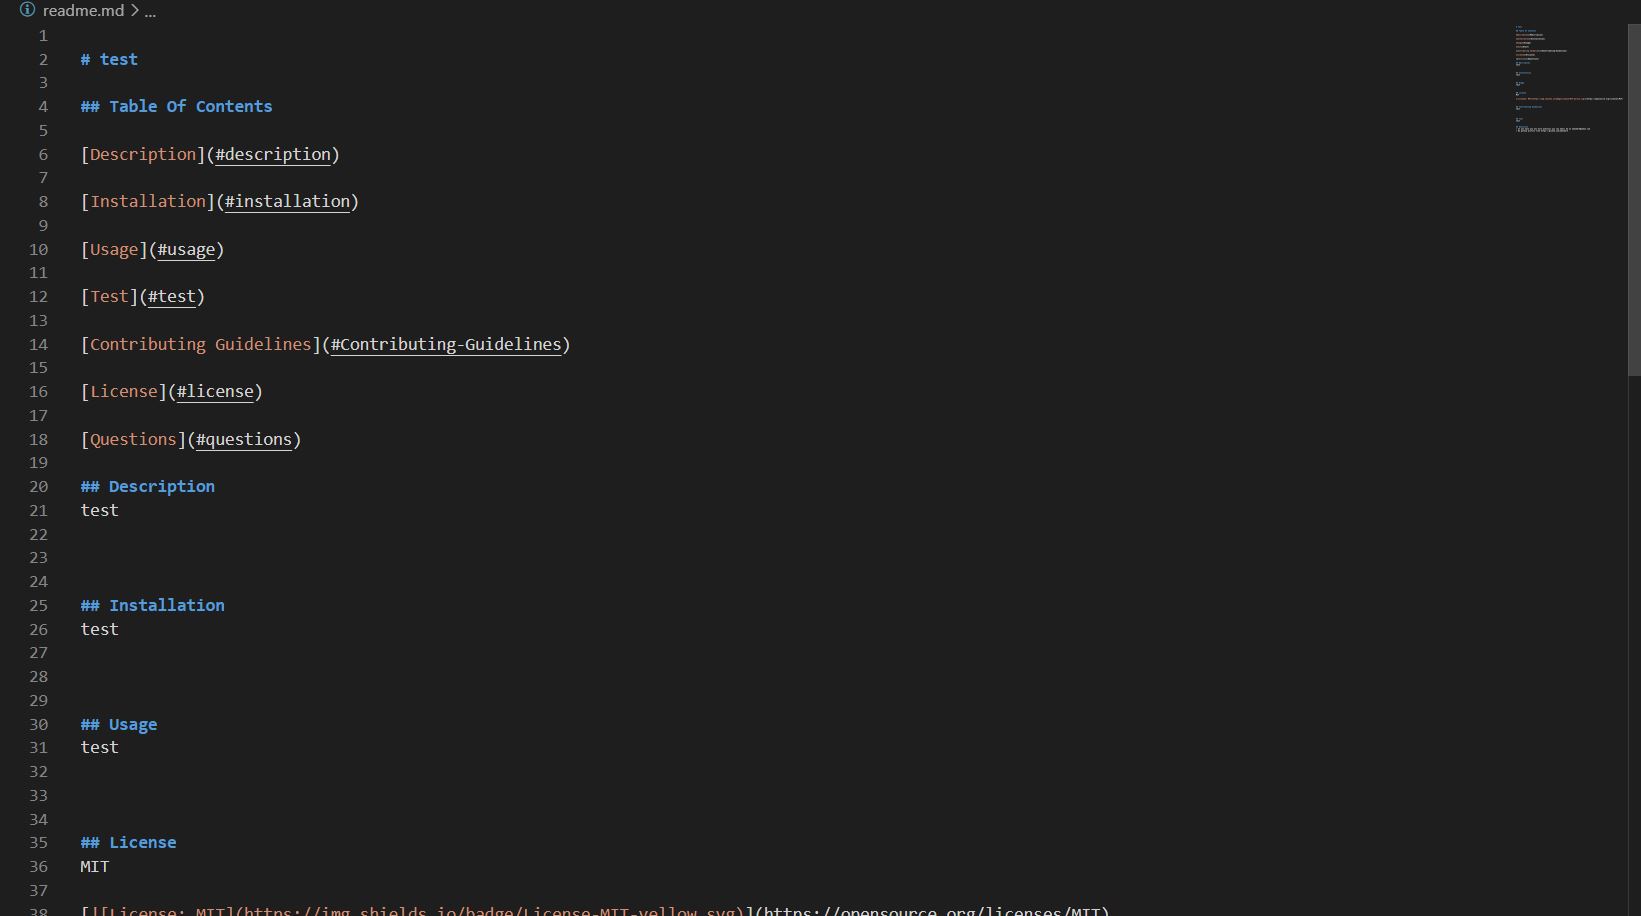 readme.md > ...
1
2 # test
3
4 ## Table Of Contents
5
6 [Description](#description)
7
8 [Installation](#installation)
9
10 [Usage](#usage)
11
12 [Test](#test)
13
14 [Contributing Guidelines](#Contributing-Guidelines)
15
16 [License](#license)
17
18 [Questions](#questions)
19
20 ## Description
21 test
22
23
24
25 ## Installation
26 test
27
28
29
30 ## Usage
31 test
32
33
34
35 ## License
36 MIT
37
38 [![License: MIT](https://img.shields.io/badge/License-MIT-yellow.svg)](https://opensource.org/licenses/MIT)